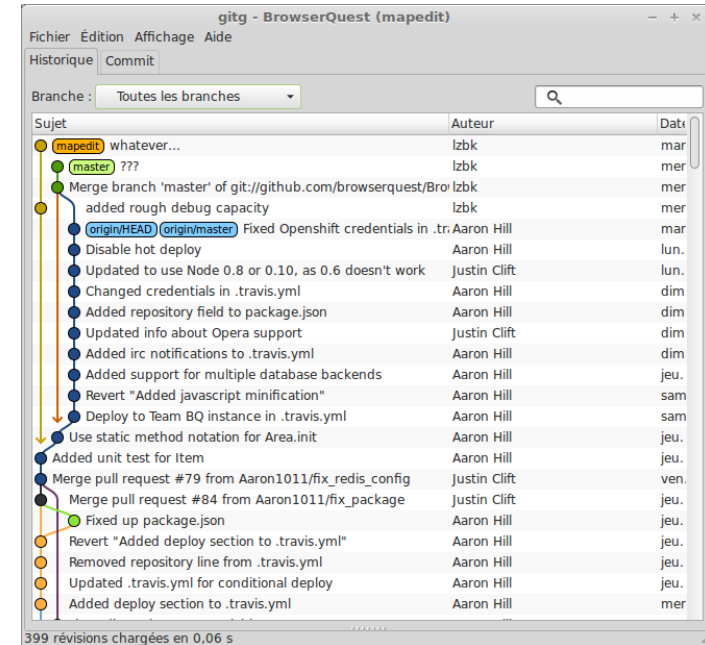 gitg - BrowserQuest (mapedit)
Fichier Édition Affichage Aide
Historique Commit
Branche : Toutes les branches
Sujet Auteur Date
mapedit whatever... lzbk mar
master ??? lzbk mer
Merge branch 'master' of git://github.com/browserquest/Bro lzbk mer
added rough debug capacity lzbk mer
origin/HEAD origin/master Fixed Openshift credentials in .tra Aaron Hill mar
Disable hot deploy Aaron Hill lun.
Updated to use Node 0.8 or 0.10, as 0.6 doesn't work Justin Clift lun.
Changed credentials in .travis.yml Aaron Hill dim
Added repository field to package.json Aaron Hill dim
Updated info about Opera support Justin Clift dim
Added irc notifications to .travis.yml Aaron Hill dim
Added support for multiple database backends Aaron Hill jeu.
Revert "Added javascript minification" Aaron Hill sam
Deploy to Team BQ instance in .travis.yml Aaron Hill sam
Use static method notation for Area.init Aaron Hill jeu.
Added unit test for Item Aaron Hill jeu.
Merge pull request #79 from Aaron1011/fix_redis_config Justin Clift ven.
Merge pull request #84 from Aaron1011/fix_package Justin Clift jeu.
Fixed up package.json Aaron Hill jeu.
Revert "Added deploy section to .travis.yml" Aaron Hill jeu.
Removed repository line from .travis.yml Aaron Hill jeu.
Updated .travis.yml for conditional deploy Aaron Hill jeu.
Added deploy section to .travis.yml Aaron Hill mer
399 révisions chargées en 0,06 s